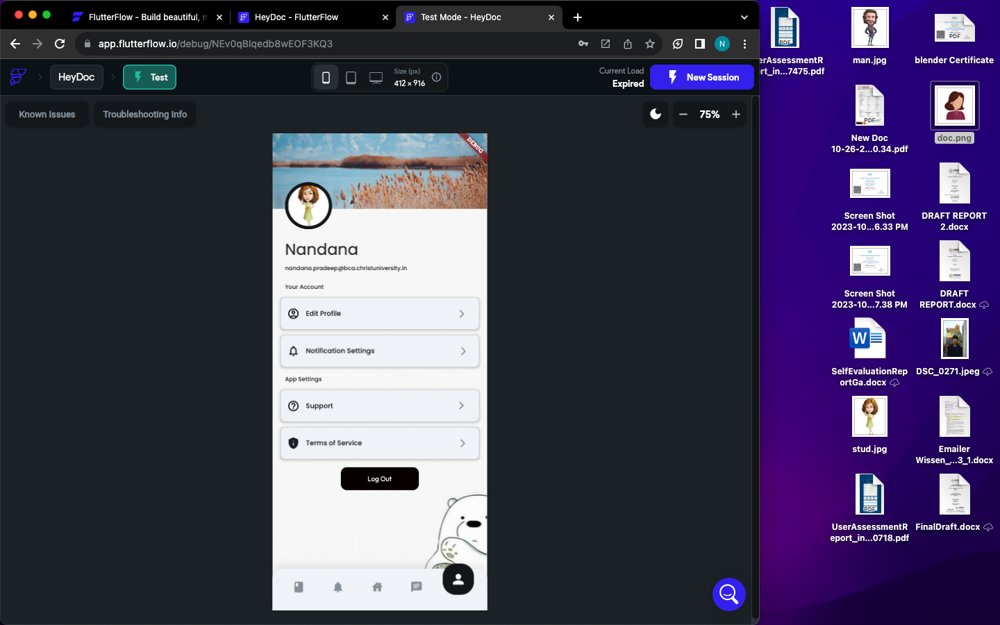 FlutterFlow - Build beautiful, r
HeyDoc - FlutterFlow
Test Mode - HeyDoc
app.flutterflow.io/debug/NEv0qBlqedb8wEOF3KQ3
N
HeyDoc
Test
Size (px)
412 × 916
Current Load
Expired
New Session
Known Issues
Troubleshooting Info
75%
DEBUG
Nandana
nandana.pradeep@bca.christuniversity.in
Your Account
Edit Profile
Notification Settings
App Settings
Support
Terms of Service
Log Out
PDF
erAssessmentR
ort_in...7475.pdf
man.jpg
PDF
blender Certificate
PDF
New Doc
10-26-2...0.34.pdf
doc.png
Screen Shot
2023-10...6.33 PM
DRAFT REPORT
2.docx
Screen Shot
2023-10...7.38 PM
DRAFT
REPORT.docx
W
SelfEvaluationRep
ortGa.docx
DSC_0271.jpeg
stud.jpg
Emailer
Wissen_...3_1.docx
PDF
UserAssessmentR
eport_in...0718.pdf
FinalDraft.docx